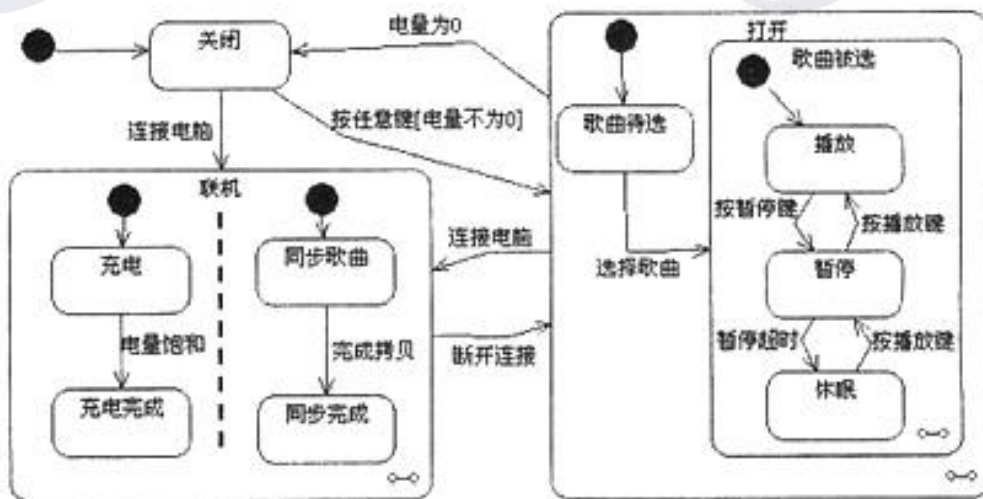 关闭
电量为0
打开
歌曲被选
歌曲待选
播放
连接电脑
按任意键[电量不为0]
联机
按暂停键
按播放键
充电
同步歌曲
连接电脑
选择歌曲
暂停
电量饱和
完成拷贝
断开连接
暂停超时
按播放键
充电完成
同步完成
休眠